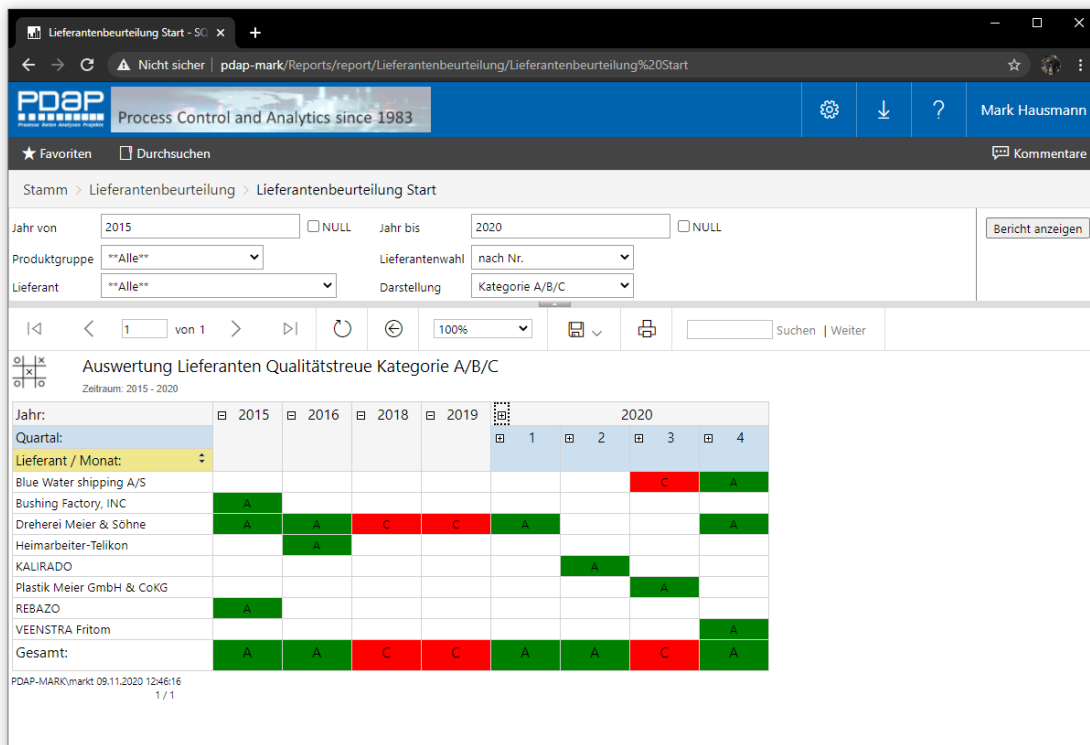 Lieferantenbeurteilung Start - SQ
Nicht sicher | pdap-mark/Reports/report/Lieferantenbeurteilung/Lieferantenbeurteilung%20Start
PDAP
Prozesse Daten Analysen Projekte
Process Control and Analytics since 1983
? Mark Hausmann
Favoriten Durchsuchen Kommentare
Stamm > Lieferantenbeurteilung > Lieferantenbeurteilung Start
Jahr von 2015 NULL Jahr bis 2020 NULL Bericht anzeigen
Produktgruppe **Alle** Lieferantenwahl nach Nr.
Lieferant **Alle** Darstellung Kategorie A/B/C
1 von 1 100% Suchen | Weiter
Auswertung Lieferanten Qualitätstreue Kategorie A/B/C
Zeitraum: 2015 - 2020
Jahr: 2015 2016 2018 2019 2020
Quartal: 1 2 3 4
Lieferant / Monat:
Blue Water shipping A/S C A
Bushing Factory, INC A
Dreherei Meier & Söhne A A C C A A
Heimarbeiter-Telikon A
KALIRADO A
Plastik Meier GmbH & CoKG A
REBAZO A
VEENSTRA Fritom A
Gesamt: A A C C A A C A
PDAP-MARK\markt 09.11.2020 12:46:16
1 / 1